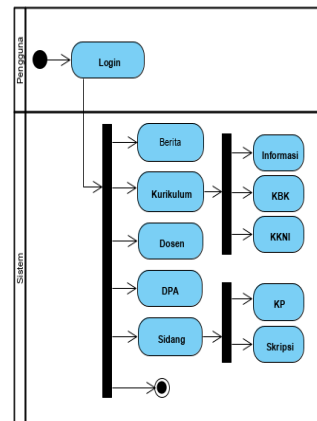 Pengguna
Login
Sistem
Berita
Kurikulum
Dosen
DPA
Sidang
Informasi
KBK
KKNI
KP
Skripsi